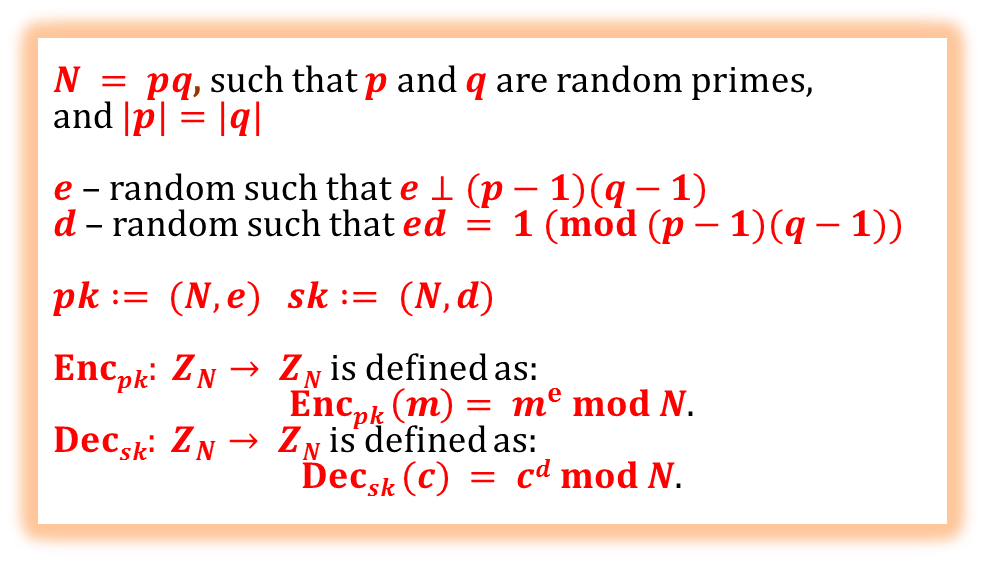 N = pq, such that p and q are random primes,
and |p| = |q|
e – random such that e ⊥ (p − 1)(q − 1)
d – random such that ed = 1 (mod (p − 1)(q − 1))
pk := (N, e) sk := (N, d)
Enc_pk: Z_N → Z_N is defined as:
Enc_pk (m) = m^e mod N.
Dec_sk: Z_N → Z_N is defined as:
Dec_sk (c) = c^d mod N.